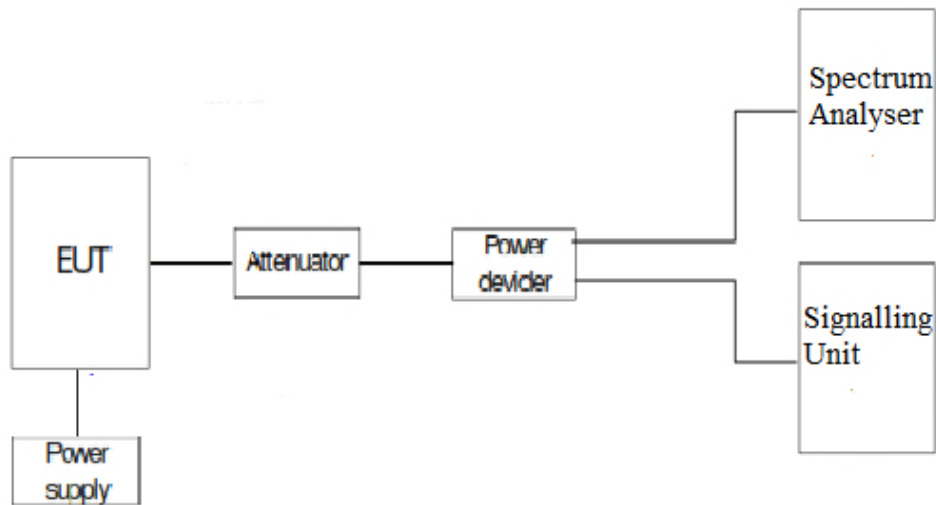 Spectrum
Analyser
EUT
Attenuator
Power
devider
Signalling
Unit
Power
supply